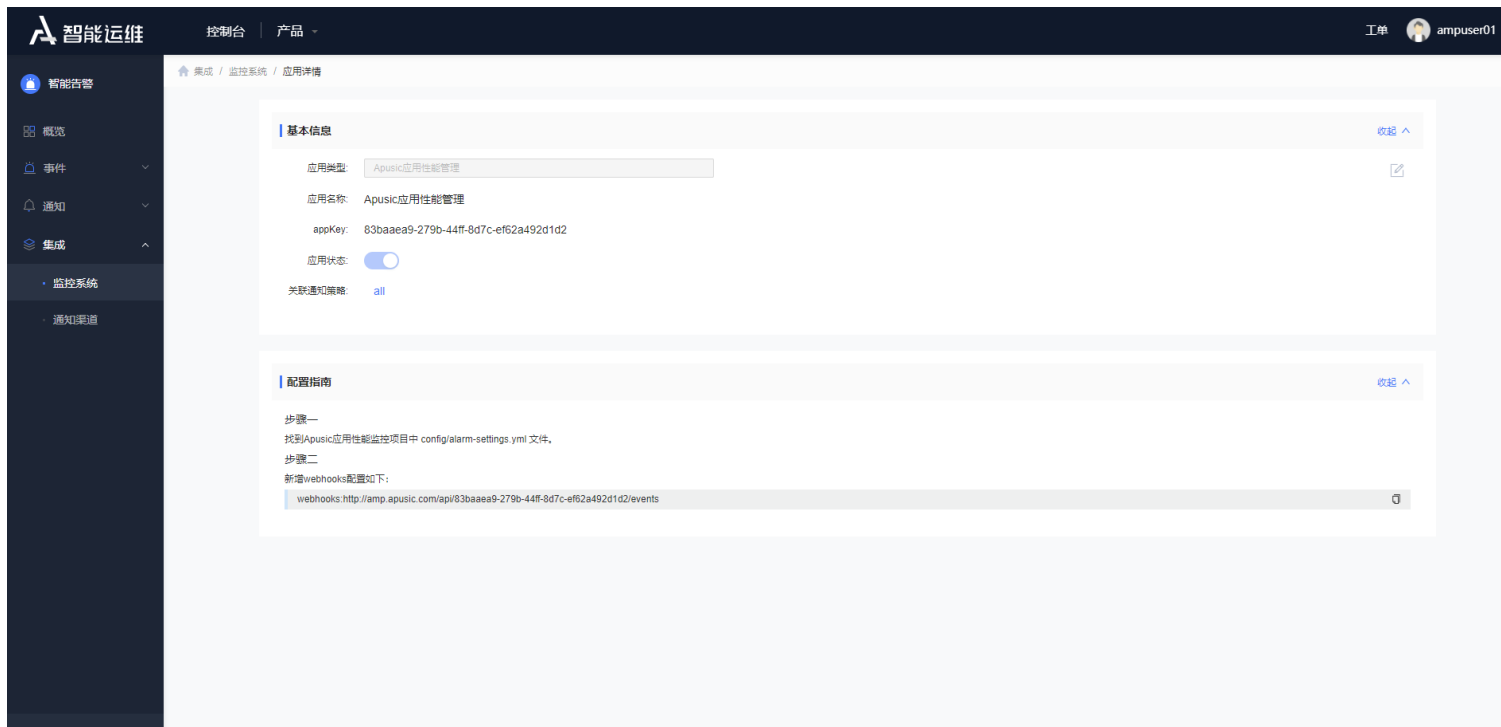 智能运维
控制台 产品
工单 ampuser01
智能告警
概览
事件
通知
集成
监控系统
通知渠道
集成 / 监控系统 / 应用详情
基本信息 收起
应用类型: Apusic应用性能管理
应用名称: Apusic应用性能管理
appKey: 83baaea9-279b-44ff-8d7c-ef62a492d1d2
应用状态:
关联通知策略: all
配置指南 收起
步骤一
找到Apusic应用性能监控项目中 config/alarm-settings.yml 文件。
步骤二
新增webhooks配置如下：
webhooks:http://amp.apusic.com/api/83baaea9-279b-44ff-8d7c-ef62a492d1d2/events